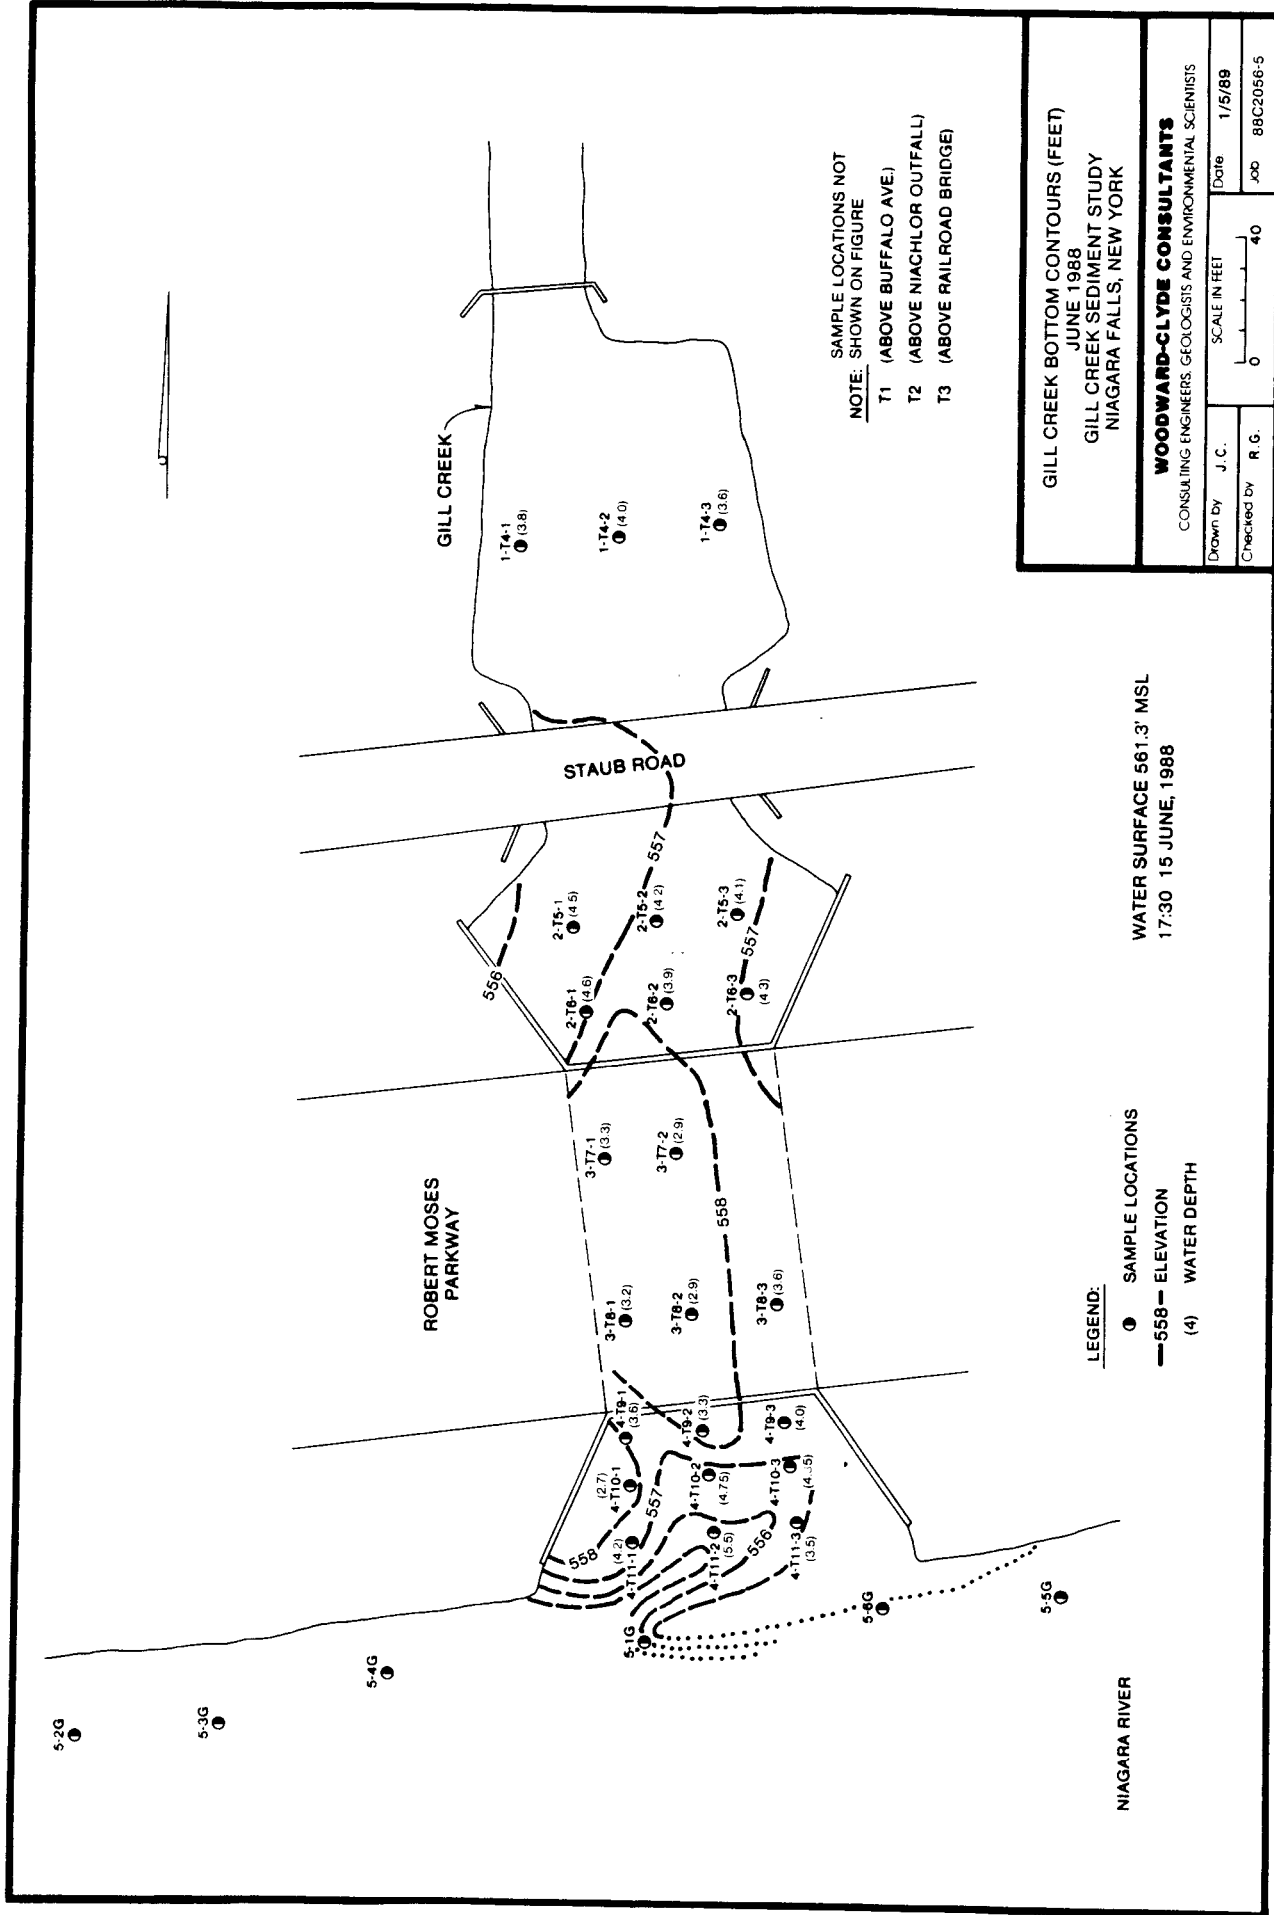 GILL CREEK
1-T4-1
(3.8)
1-T4-2
(4.0)
1-T4-3
(3.6)
STAUB ROAD
557
556
2-T5-1
(4.5)
2-T5-2
(4.2)
2-T5-3
(4.1)
557
2-T6-1
(4.6)
2-T6-2
(3.9)
2-T6-3
(4.3)
ROBERT MOSES
PARKWAY
3-T7-1
(3.3)
3-T7-2
(2.9)
558
3-T8-1
(3.2)
3-T8-2
(2.9)
3-T8-3
(3.6)
4-T9-1
(3.6)
4-T9-2
(3.3)
4-T9-3
(4.0)
(2.7)
4-T10-1
4-T10-2
(4.75)
4-T10-3
557
558
(4.2)
4-T11-1
4-T11-2
(5.5)
556
4-T11-3
(3.5)
5-1G
5-2G
5-3G
5-4G
5-6G
5-5G
NIAGARA RIVER
SAMPLE LOCATIONS NOT
NOTE: SHOWN ON FIGURE
T1 (ABOVE BUFFALO AVE.)
T2 (ABOVE NIACHLOR OUTFALL)
T3 (ABOVE RAILROAD BRIDGE)
WATER SURFACE 561.3' MSL
17:30 15 JUNE, 1988
LEGEND:
SAMPLE LOCATIONS
558 ELEVATION
(4) WATER DEPTH
GILL CREEK BOTTOM CONTOURS (FEET)
JUNE 1988
GILL CREEK SEDIMENT STUDY
NIAGARA FALLS, NEW YORK
WOODWARD-CLYDE CONSULTANTS
CONSULTING ENGINEERS, GEOLOGISTS AND ENVIRONMENTAL SCIENTISTS
Drawn by J.C.
SCALE IN FEET
0 40
Date 1/5/89
Checked by R.G.
Job 88C2056-5